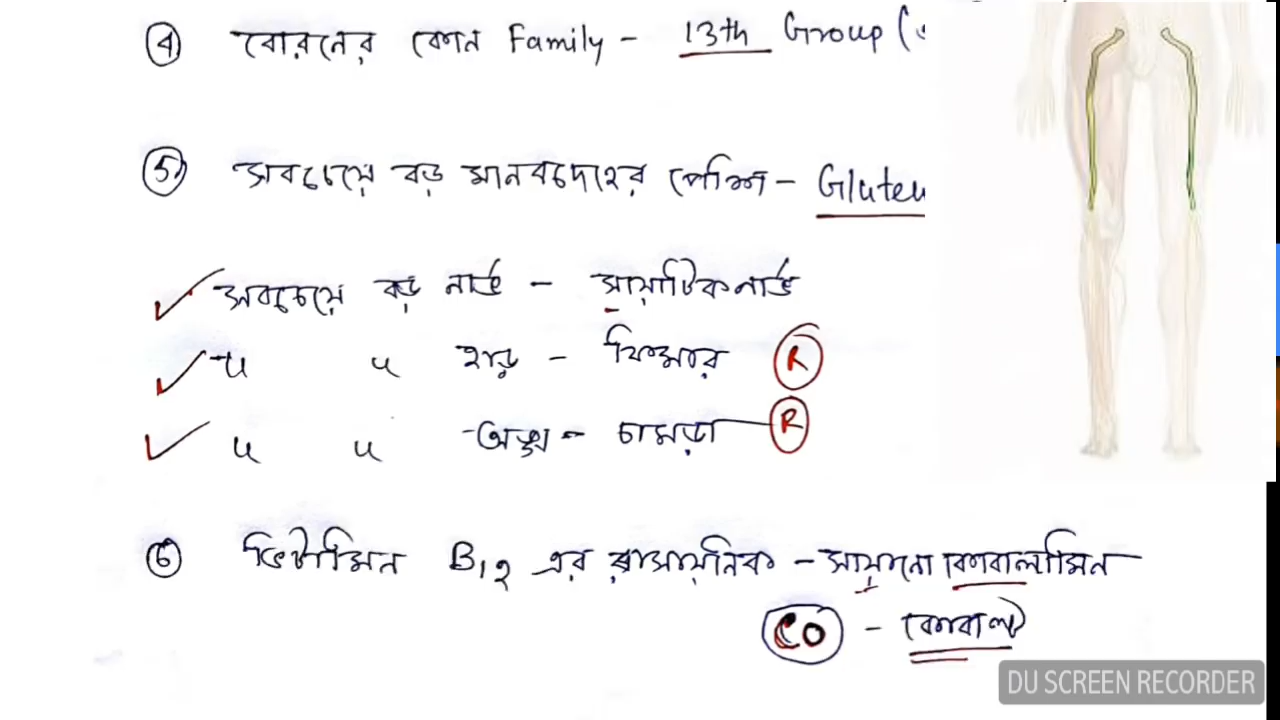 ④ বোরনের কোন Family - 13th Group (
⑤ সবচেয়ে বড় মানবদেহের পেশি - Gluteu
সবচেয়ে বড় নার্ভ - সায়াটিক নার্ভ
" " হাড় - ফিমার R
" " অঙ্গ - চামড়া R
⑥ ভিটামিন B12 এর রাসায়নিক - সায়ানো কোবালামিন
CO - কোবাল্ট
DU SCREEN RECORDER